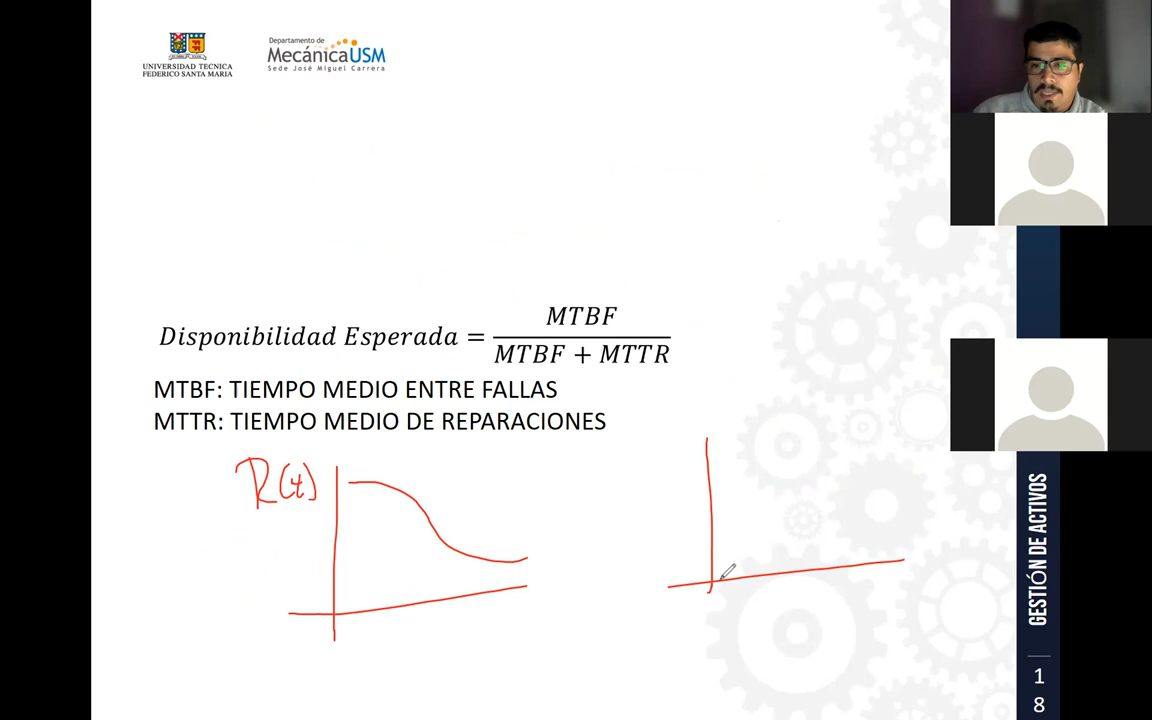 UNIVERSIDAD TECNICA
FEDERICO SANTA MARIA
Departamento de
MecánicaUSM
Sede José Miguel Carrera
Disponibilidad Esperada = MTBF / MTBF + MTTR
MTBF: TIEMPO MEDIO ENTRE FALLAS
MTTR: TIEMPO MEDIO DE REPARACIONES
R(t)
GESTIÓN DE ACTIVOS
1
8